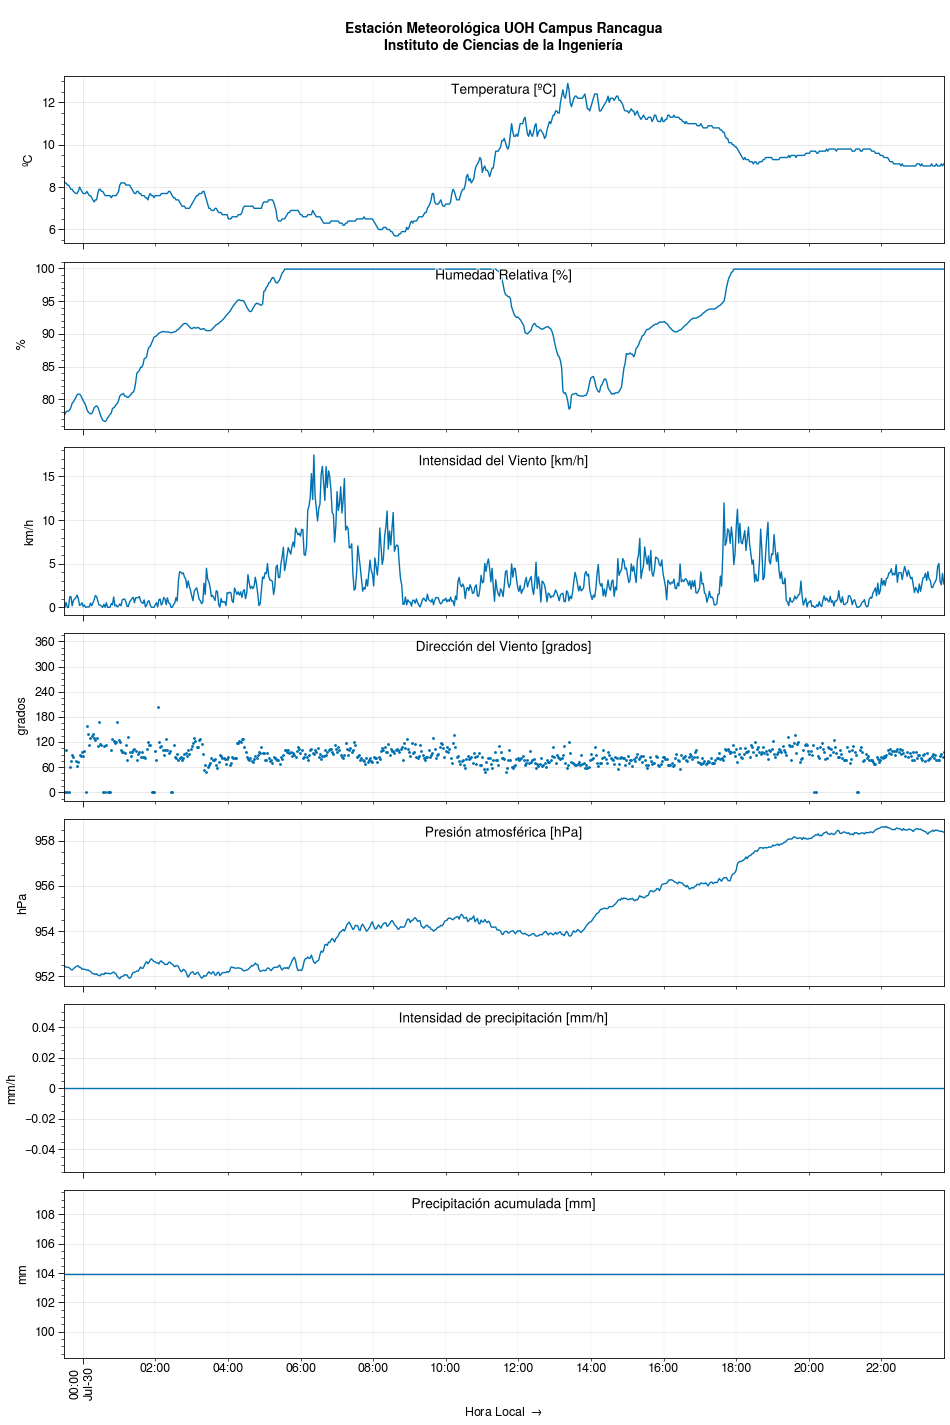 Estación Meteorológica UOH Campus Rancagua
Instituto de Ciencias de la Ingeniería
Temperatura [ºC]
12
10
8
6
ºC
Humedad Relativa [%]
100
95
90
85
80
%
Intensidad del Viento [km/h]
15
10
5
0
km/h
Dirección del Viento [grados]
360
300
240
180
120
60
0
grados
Presión atmosférica [hPa]
958
956
954
952
hPa
Intensidad de precipitación [mm/h]
0.04
0.02
0
−0.02
−0.04
mm/h
Precipitación acumulada [mm]
108
106
104
102
100
mm
00:00
Jul-30
02:00
04:00
06:00
08:00
10:00
12:00
14:00
16:00
18:00
20:00
22:00
Hora Local →